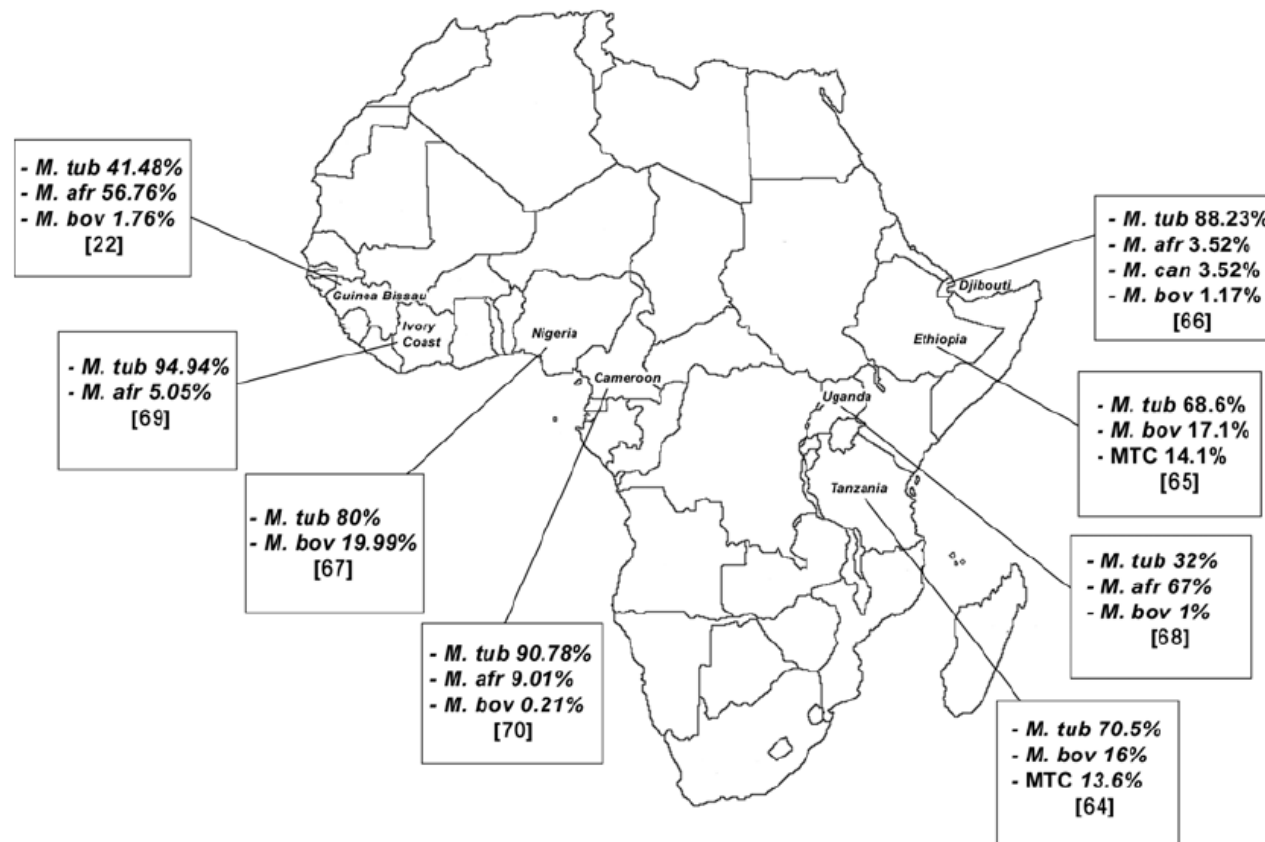 - M. tub 41.48%
- M. afr 56.76%
- M. bov 1.76%
[22]
- M. tub 94.94%
- M. afr 5.05%
[69]
- M. tub 80%
- M. bov 19.99%
[67]
- M. tub 90.78%
- M. afr 9.01%
- M. bov 0.21%
[70]
Guinea Bissau
Ivory
Coast
Nigeria
Cameroon
Uganda
Tanzania
Ethiopia
Djibouti
- M. tub 88.23%
- M. afr 3.52%
- M. can 3.52%
- M. bov 1.17%
[66]
- M. tub 68.6%
- M. bov 17.1%
- MTC 14.1%
[65]
- M. tub 32%
- M. afr 67%
- M. bov 1%
[68]
- M. tub 70.5%
- M. bov 16%
- MTC 13.6%
[64]